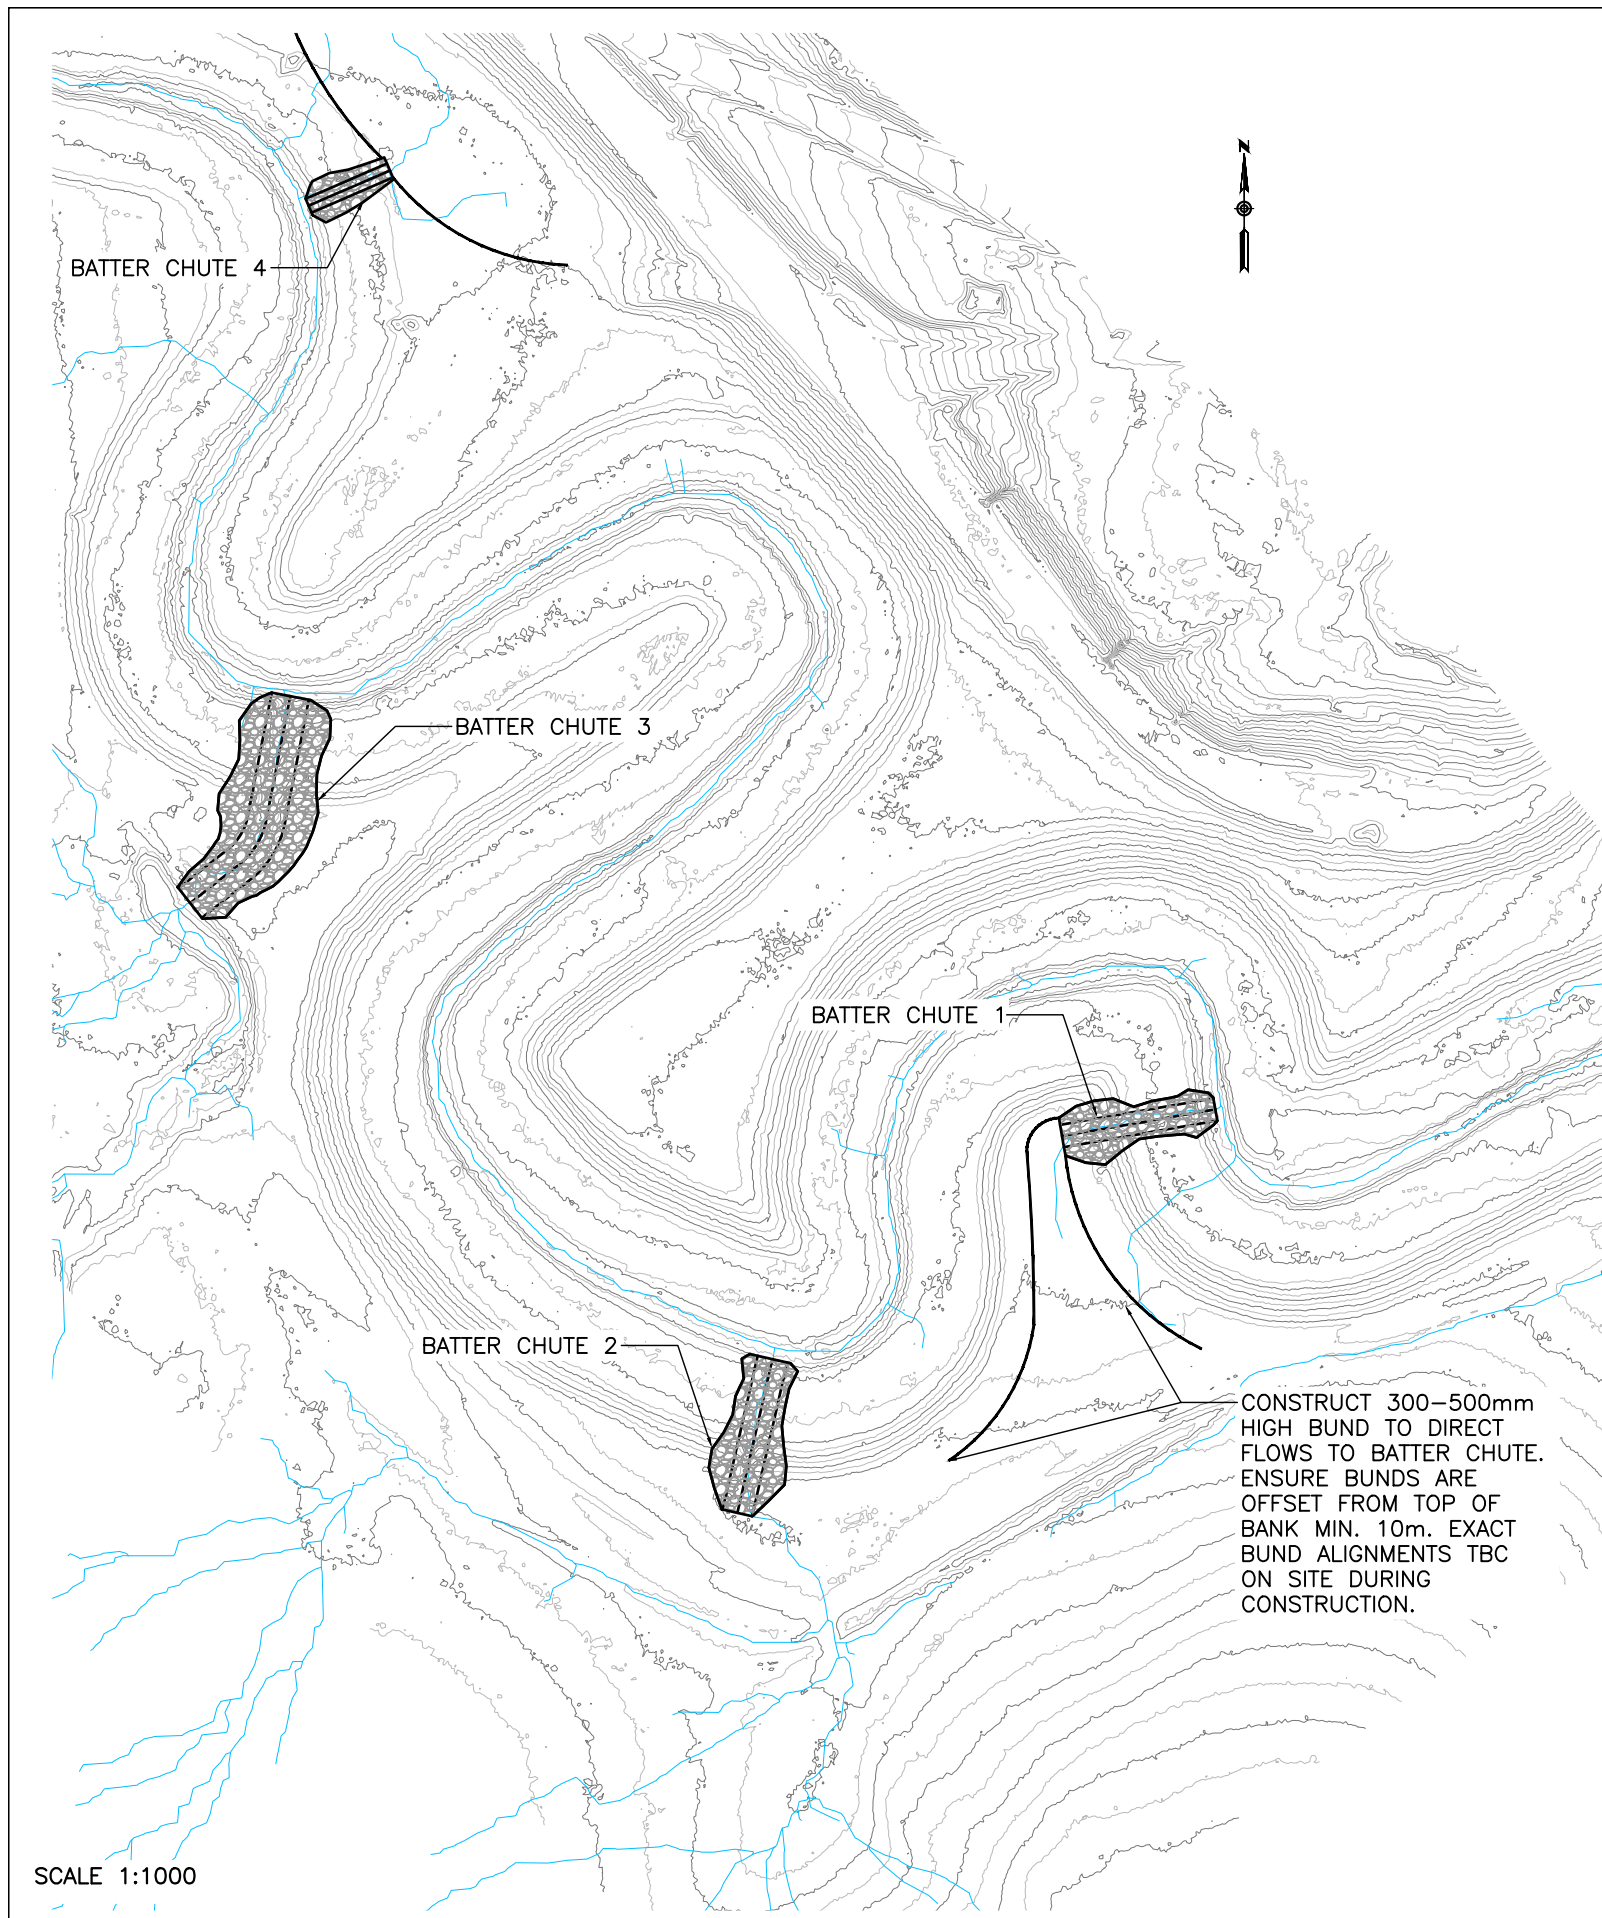 N
BATTER CHUTE 4
BATTER CHUTE 3
BATTER CHUTE 1
BATTER CHUTE 2
CONSTRUCT 300-500mm
HIGH BUND TO DIRECT
FLOWS TO BATTER CHUTE.
ENSURE BUNDS ARE
OFFSET FROM TOP OF
BANK MIN. 10m. EXACT
BUND ALIGNMENTS TBC
ON SITE DURING
CONSTRUCTION.
SCALE 1:1000